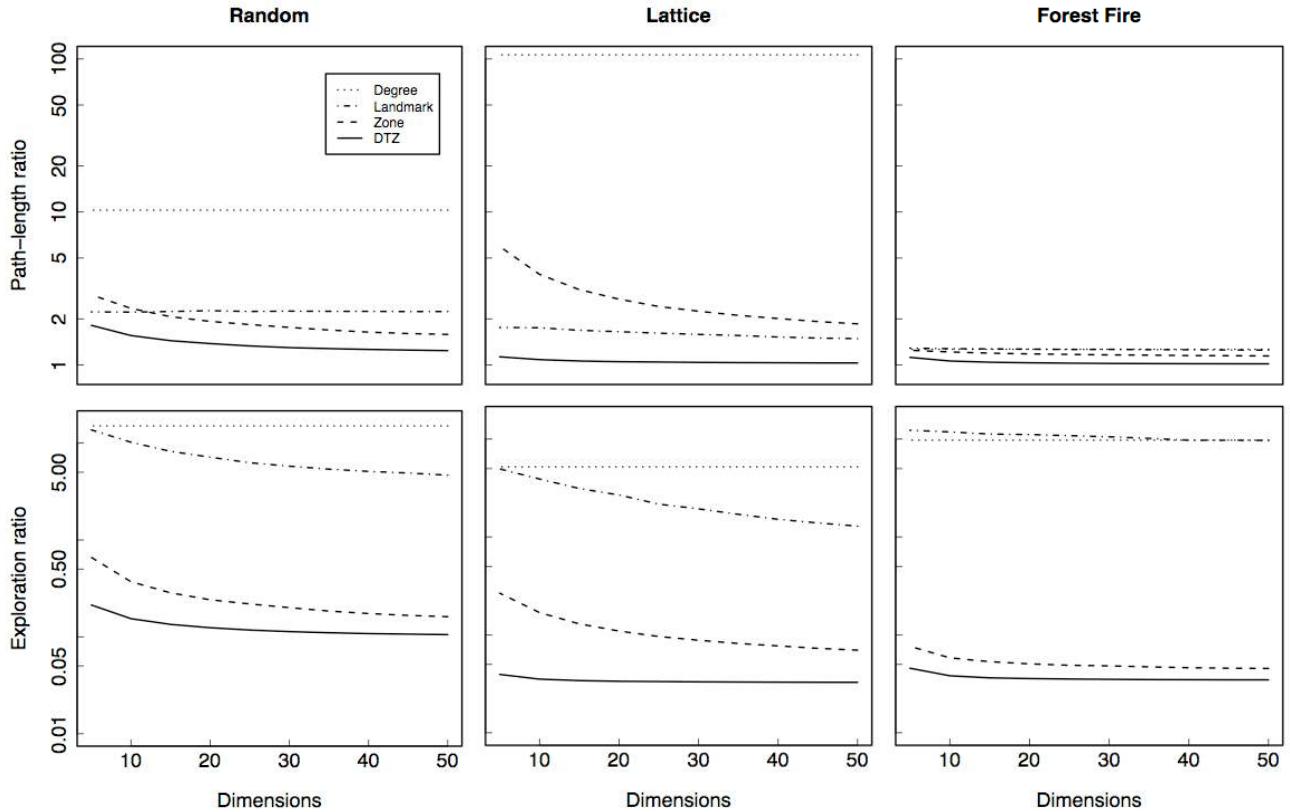 Random
Lattice
Forest Fire
Path-length ratio
100
50
20
10
5
2
1
Degree
Landmark
Zone
DTZ
Exploration ratio
5.00
0.50
0.05
0.01
10 20 30 40 50
10 20 30 40 50
10 20 30 40 50
Dimensions
Dimensions
Dimensions